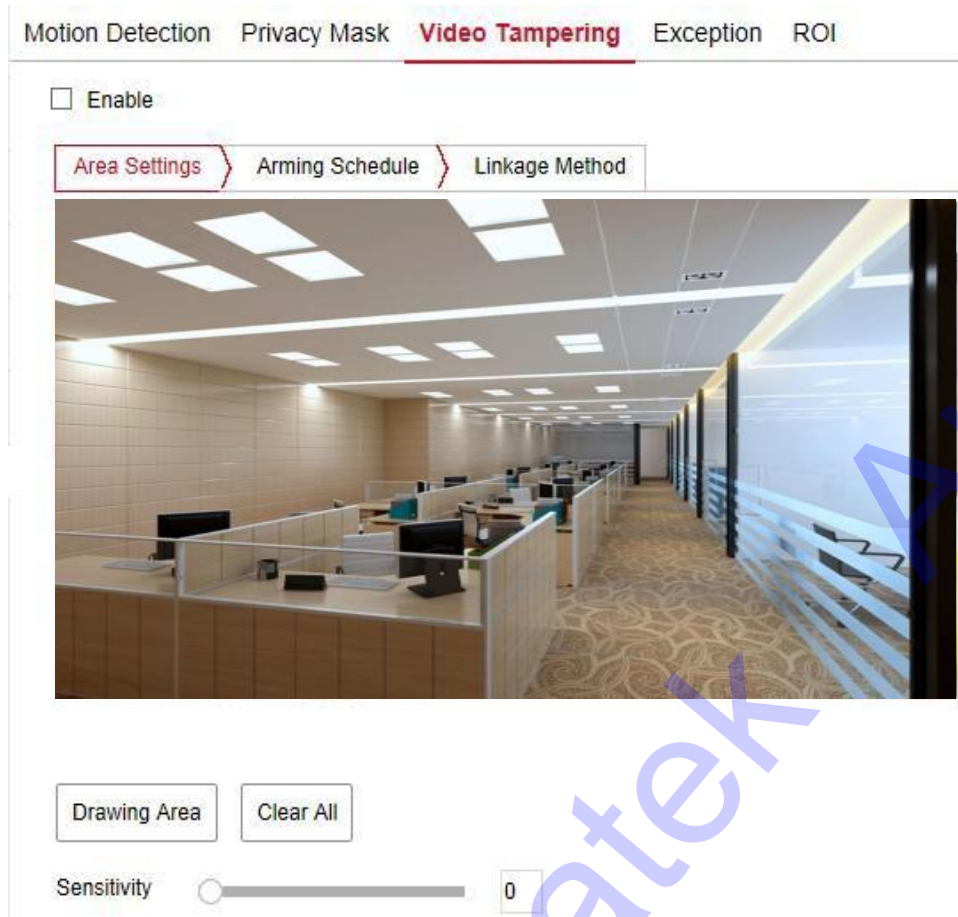 Motion Detection Privacy Mask Video Tampering Exception ROI
Enable
Area Settings Arming Schedule Linkage Method
Drawing Area Clear All
Sensitivity 0